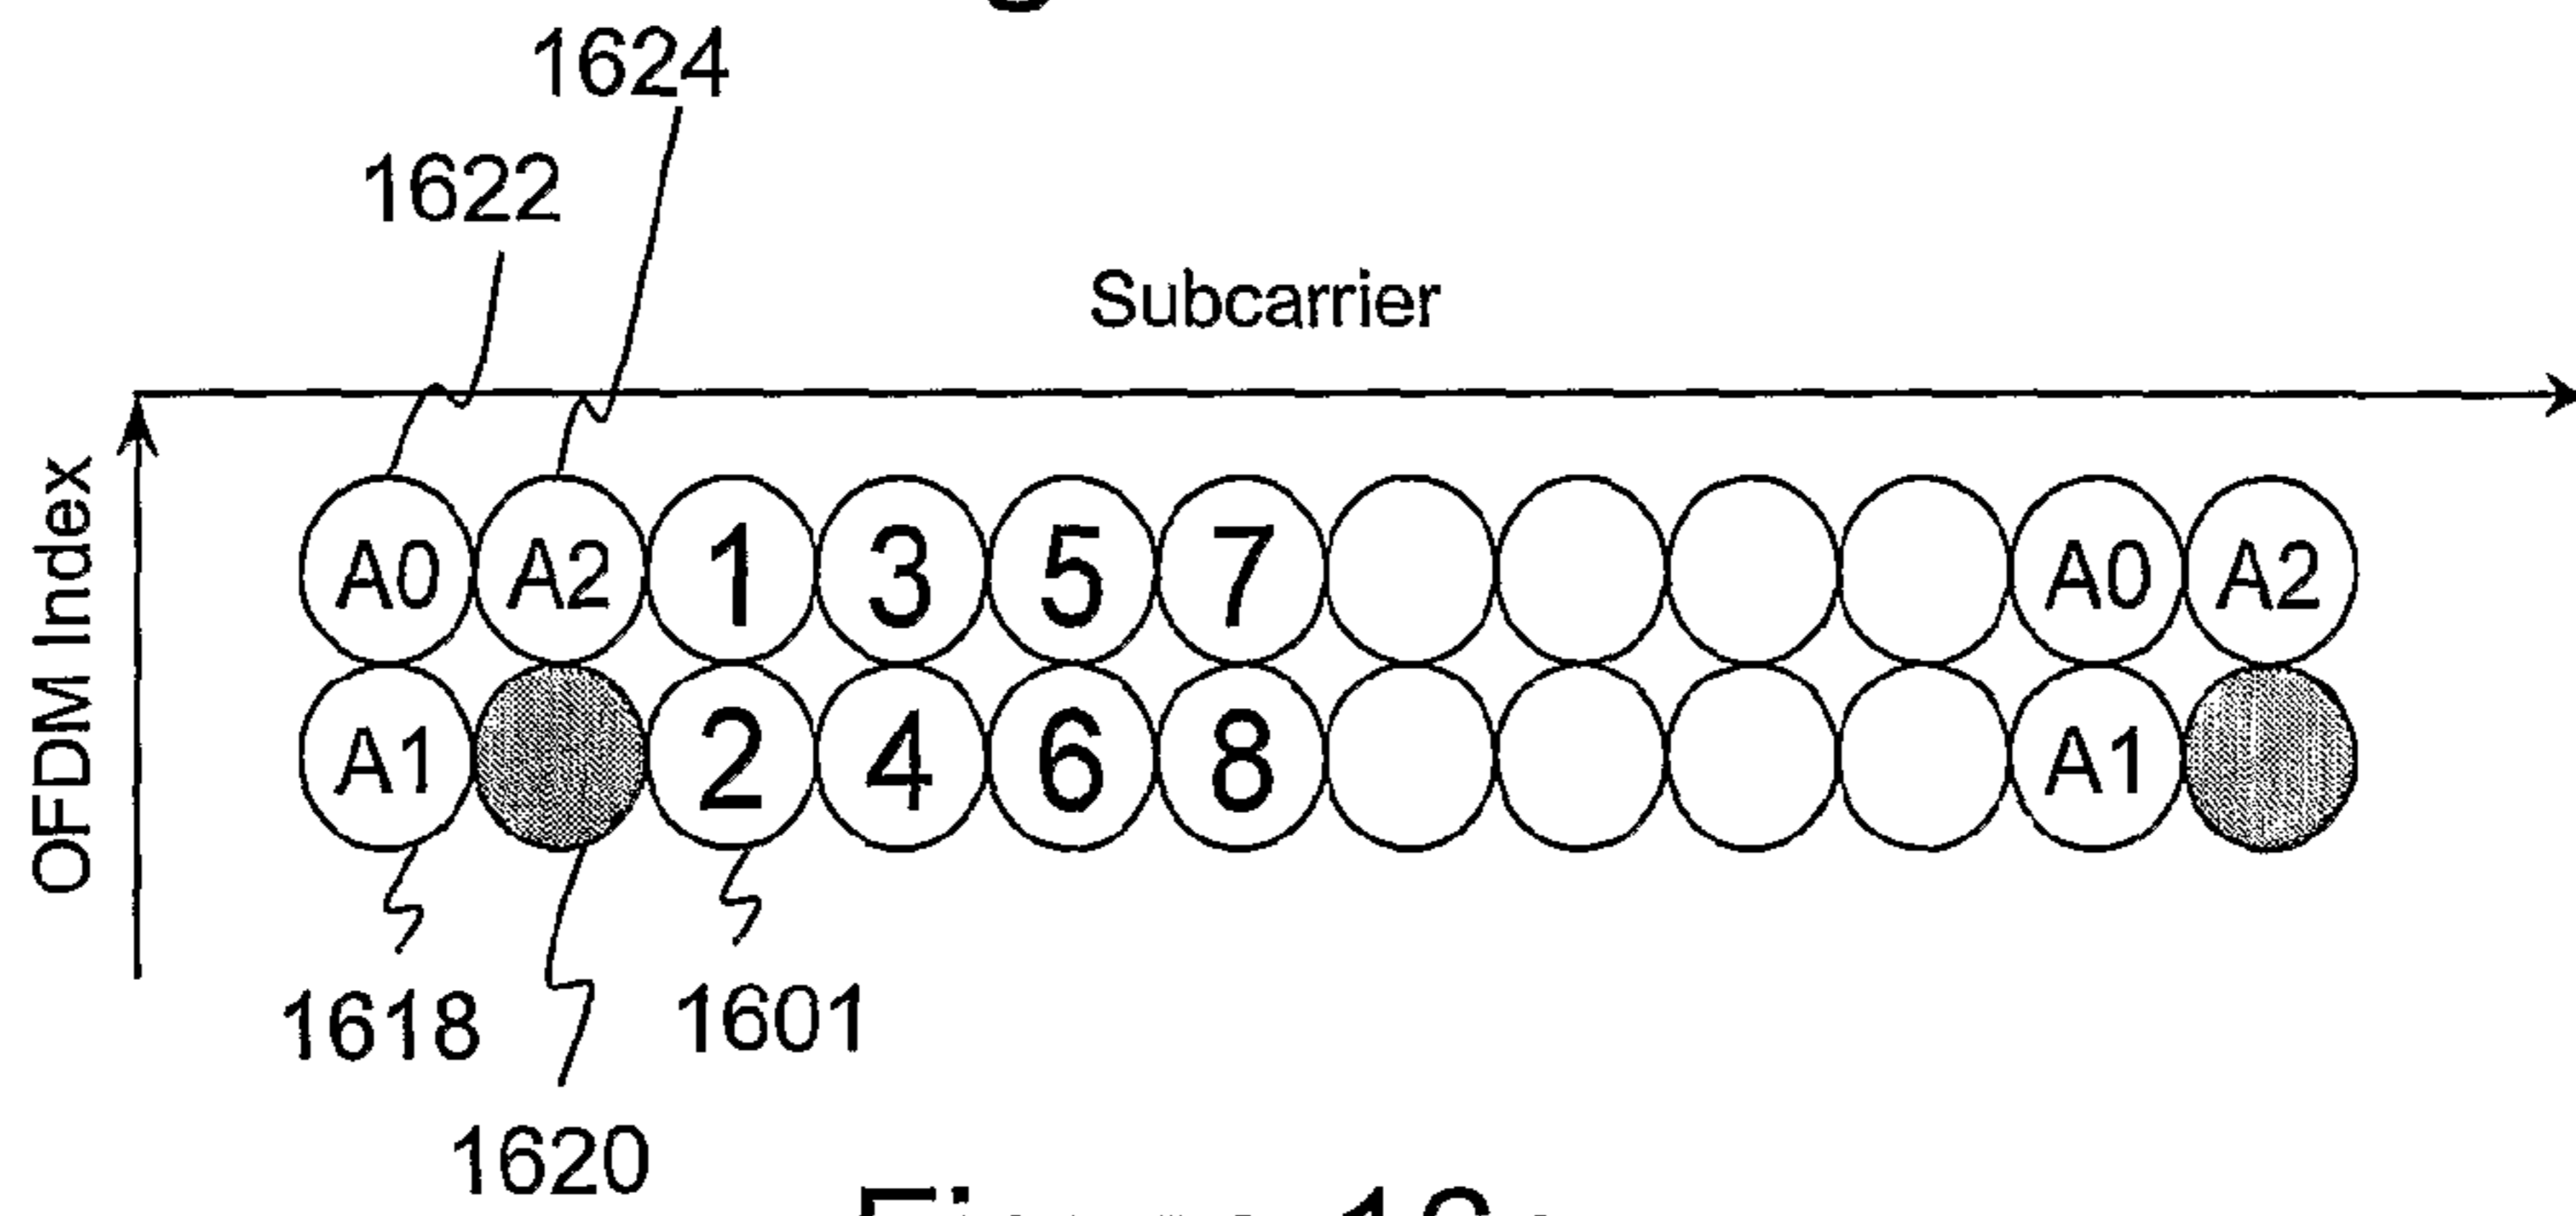 1624
1622
Subcarrier
OFDM Index
A0 A2 1 3 5 7 A0 A2
A1 2 4 6 8 A1
1618
1601
1620